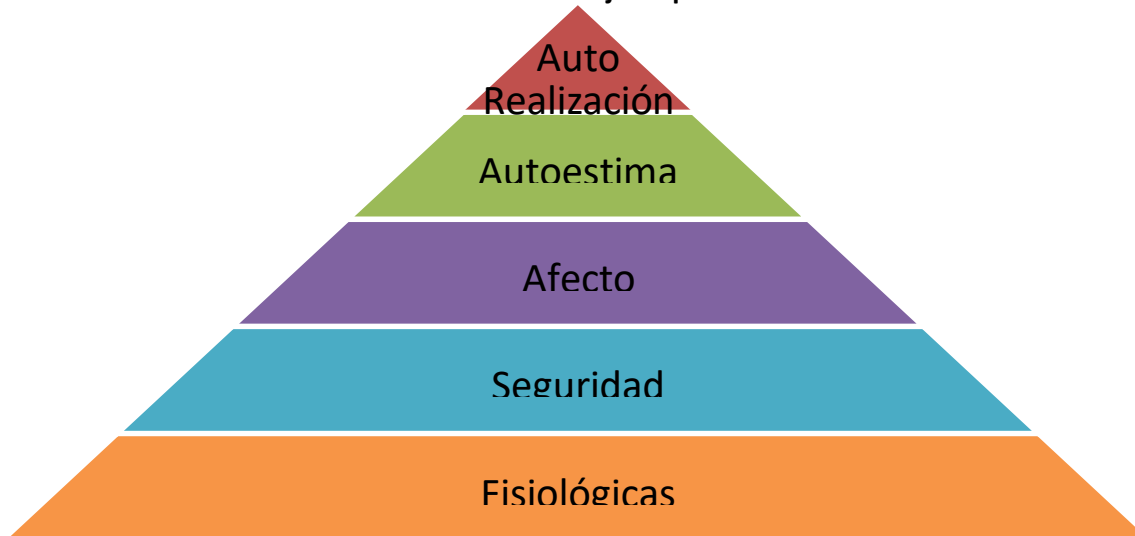 Auto
Realización
Autoestima
Afecto
Seguridad
Fisiológicas